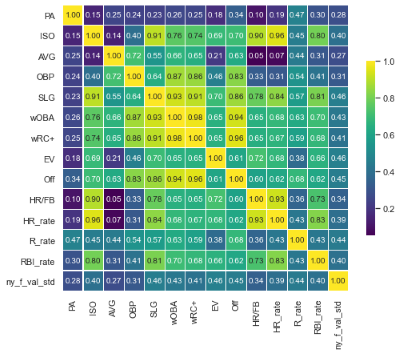 PA 1.00 0.15 0.25 0.24 0.23 0.26 0.25 0.18 0.34 0.10 0.19 0.47 0.30 0.28
ISO 0.15 1.00 0.14 0.40 0.91 0.76 0.74 0.69 0.70 0.90 0.96 0.45 0.80 0.40
AVG 0.25 0.14 1.00 0.72 0.55 0.66 0.65 0.21 0.63 0.05 0.07 0.44 0.31 0.27
OBP 0.24 0.40 0.72 1.00 0.64 0.87 0.86 0.46 0.83 0.33 0.31 0.54 0.41 0.31
SLG 0.23 0.91 0.55 0.64 1.00 0.93 0.91 0.70 0.86 0.78 0.84 0.57 0.81 0.46
wOBA 0.26 0.76 0.66 0.87 0.93 1.00 0.98 0.65 0.94 0.65 0.68 0.63 0.70 0.43
wRC+ 0.25 0.74 0.65 0.86 0.91 0.98 1.00 0.65 0.96 0.65 0.67 0.59 0.68 0.41
EV 0.18 0.69 0.21 0.46 0.70 0.65 0.65 1.00 0.61 0.72 0.68 0.38 0.66 0.46
Off 0.34 0.70 0.63 0.83 0.86 0.94 0.96 0.61 1.00 0.60 0.62 0.68 0.62 0.45
HR/FB 0.10 0.90 0.05 0.33 0.78 0.65 0.65 0.72 0.60 1.00 0.93 0.36 0.73 0.34
HR_rate 0.19 0.96 0.07 0.31 0.84 0.68 0.67 0.68 0.62 0.93 1.00 0.43 0.83 0.39
R_rate 0.47 0.45 0.44 0.54 0.57 0.63 0.59 0.38 0.68 0.36 0.43 1.00 0.43 0.44
RBI_rate 0.30 0.80 0.31 0.41 0.81 0.70 0.68 0.66 0.62 0.73 0.83 0.43 1.00 0.40
ny_f_val_std 0.28 0.40 0.27 0.31 0.46 0.43 0.41 0.46 0.45 0.34 0.39 0.44 0.40 1.00
PA ISO AVG OBP SLG wOBA wRC+ EV Off HR/FB HR_rate R_rate RBI_rate ny_f_val_std
1.0
0.8
0.6
0.4
0.2